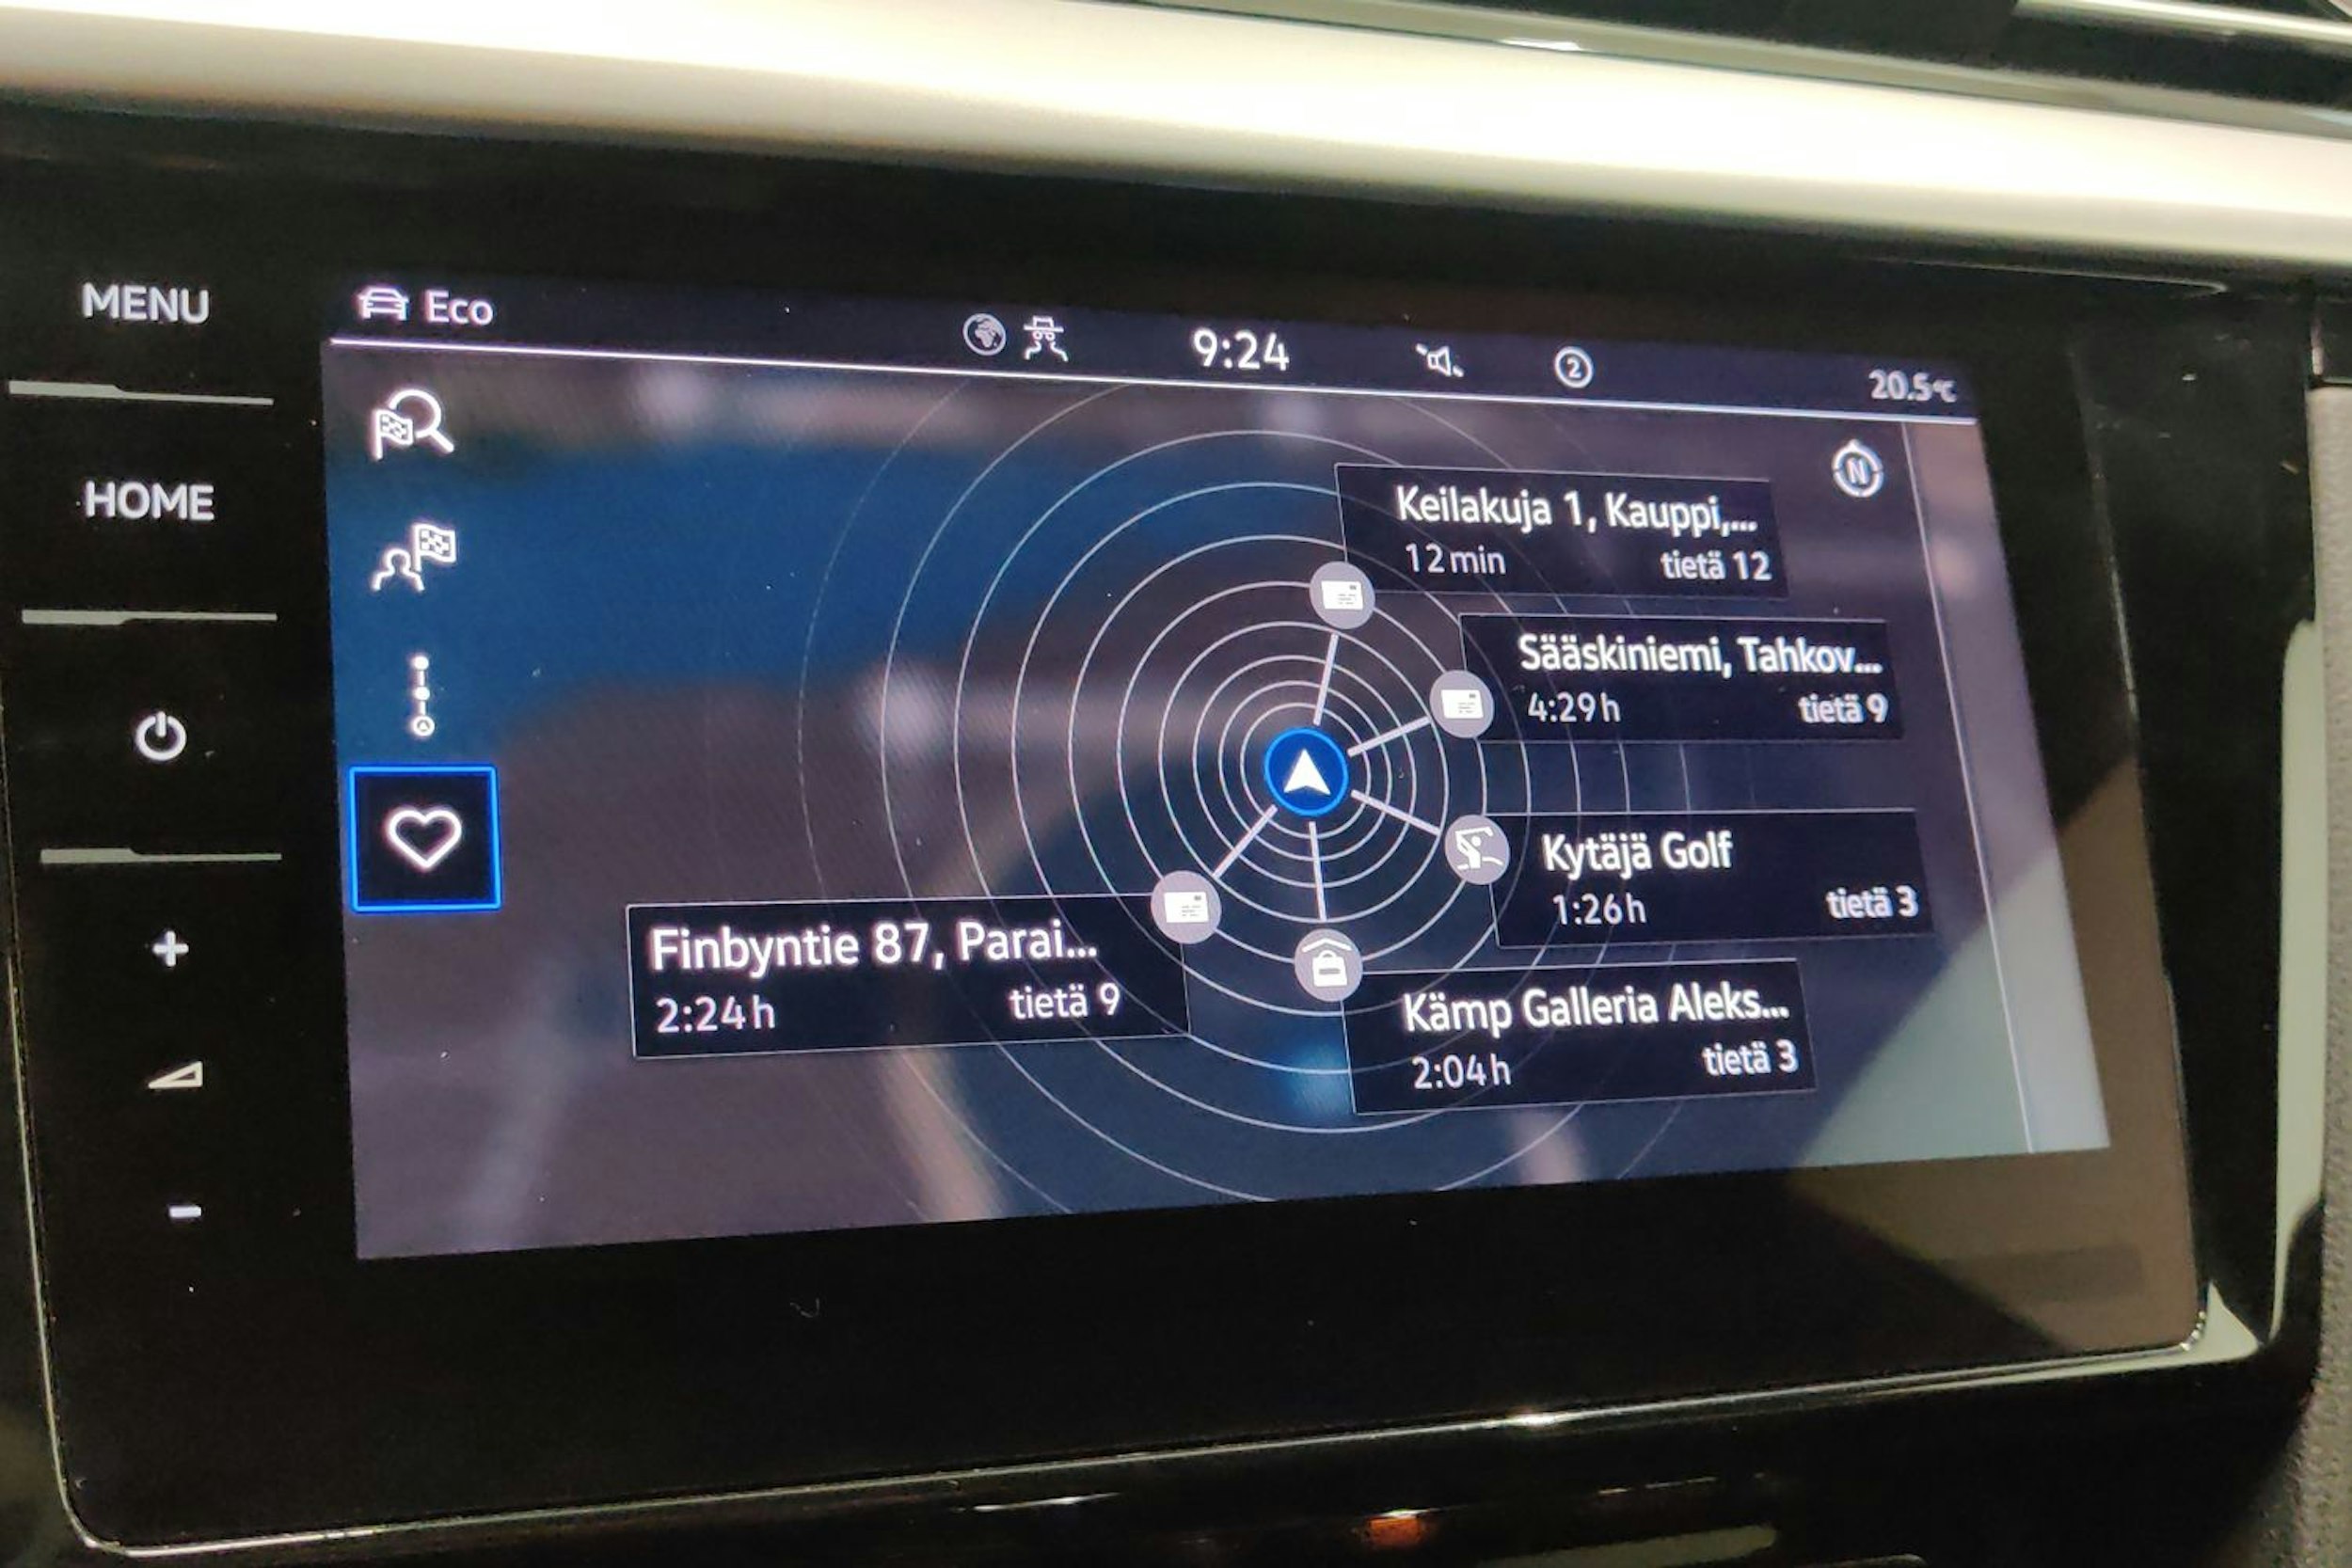 MENU
HOME
Eco
9:24
2
20.5°C
N
Keilakuja 1, Kauppi,...
12 min tietä 12
Sääskiniemi, Tahkov...
4:29 h tietä 9
Kytäjä Golf
1:26 h tietä 3
Finbyntie 87, Parai...
2:24 h tietä 9
Kämp Galleria Aleks...
2:04 h tietä 3